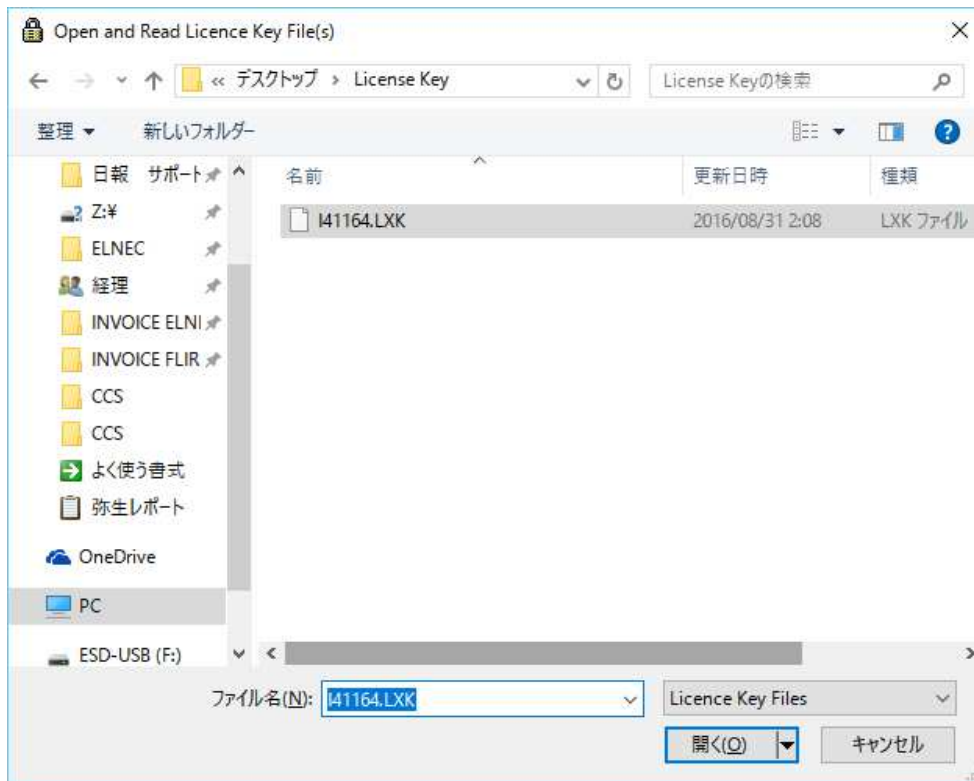 Open and Read Licence Key File(s)
« デスクトップ › License Key
License Keyの検索
整理
新しいフォルダー
日報 サポート
名前
更新日時
種類
Z:¥
I41164.LXK
2016/08/31 2:08
LXK ファイル
ELNEC
経理
INVOICE ELNI
INVOICE FLIR
CCS
CCS
よく使う書式
弥生レポート
OneDrive
PC
ESD-USB (F:)
ファイル名(N):
I41164.LXK
Licence Key Files
開く(O)
キャンセル